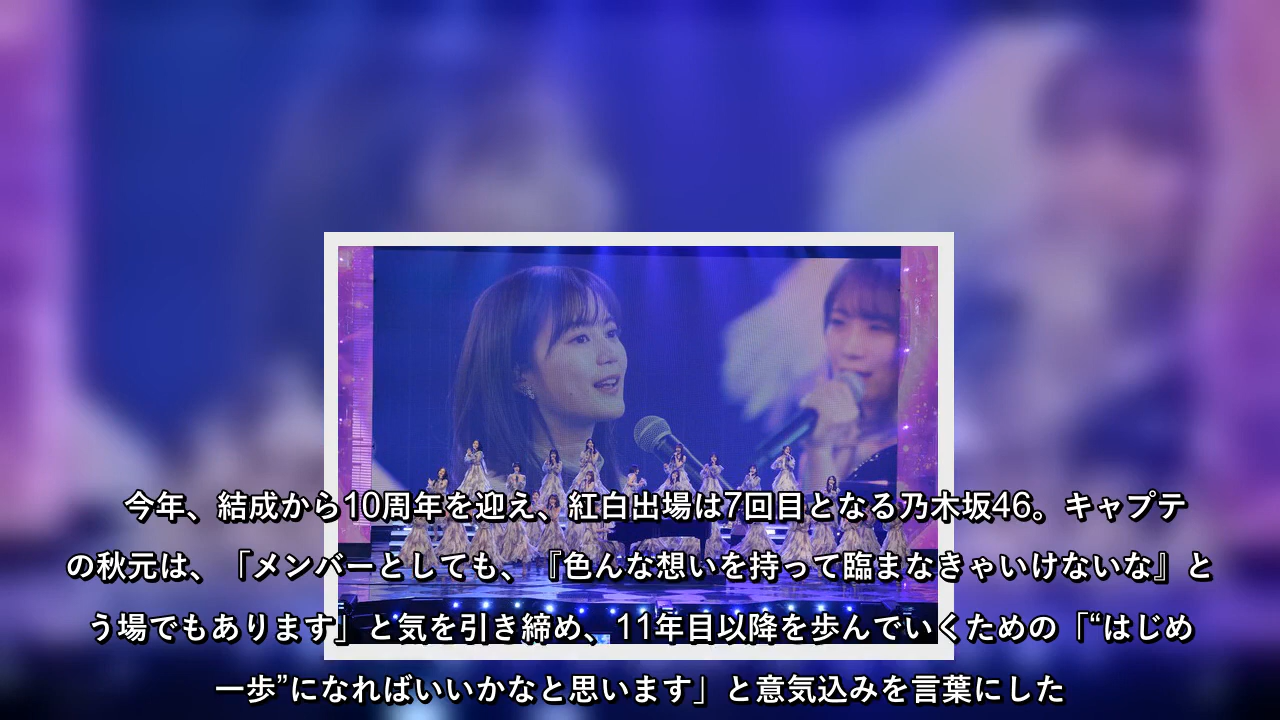 今年、結成から10周年を迎え、紅白出場は7回目となる乃木坂46。キャプテ
の秋元は、「メンバーとしても、『色んな想いを持って臨まなきゃいけないな』と
う場でもあります」と気を引き締め、11年目以降を歩んでいくための「“はじめ
一歩”になればいいかなと思います」と意気込みを言葉にした